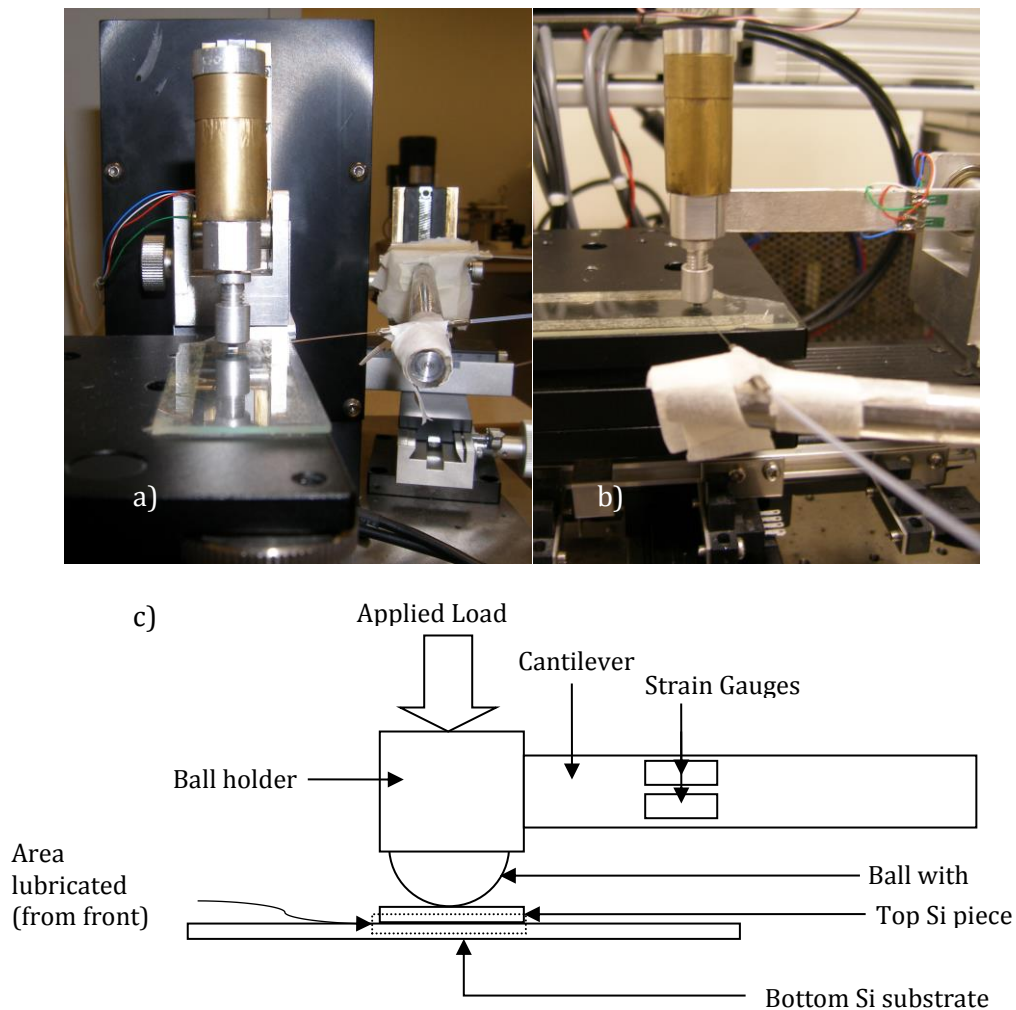 a)
b)
c)
Applied Load
Cantilever
Strain Gauges
Ball holder
Area
lubricated
(from front)
Ball with
Top Si piece
Bottom Si substrate